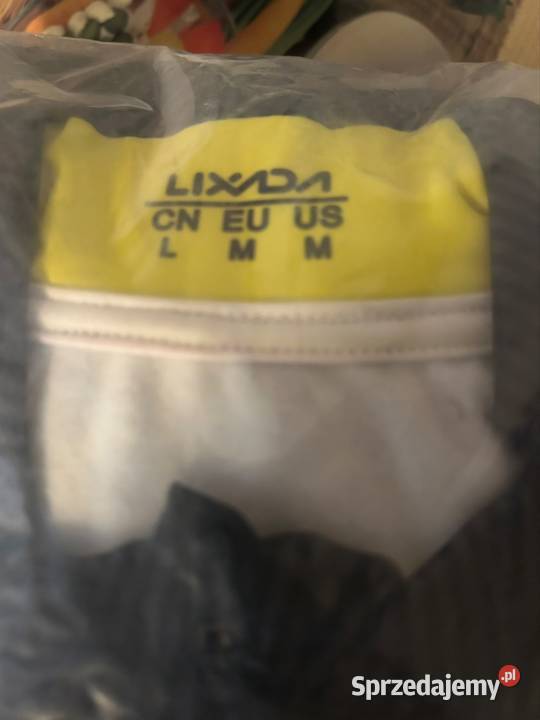 LIXADA
CN EU US
L M M
Sprzedajemy.pl